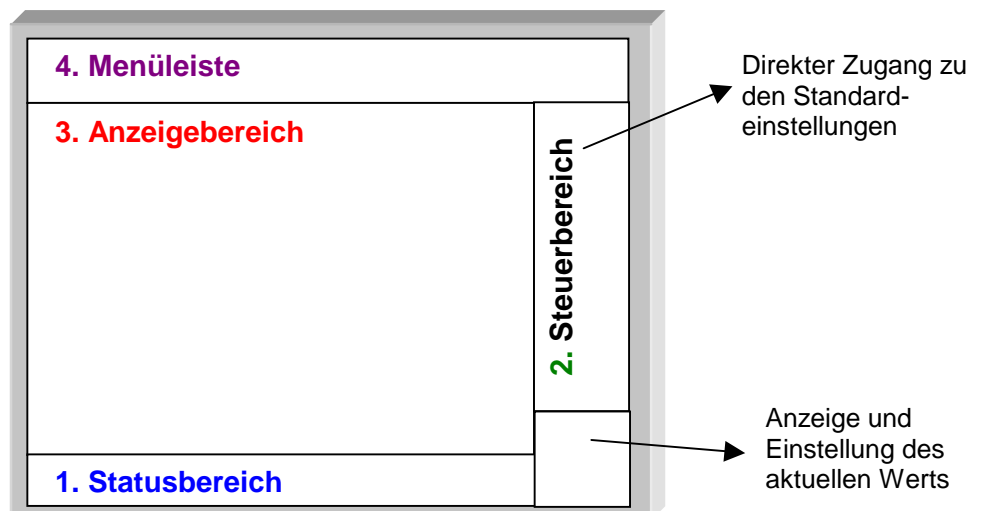 4. Menüleiste
Direkter Zugang zu
den Standard-
einstellungen
3. Anzeigebereich
2. Steuerbereich
Anzeige und
Einstellung des
aktuellen Werts
1. Statusbereich